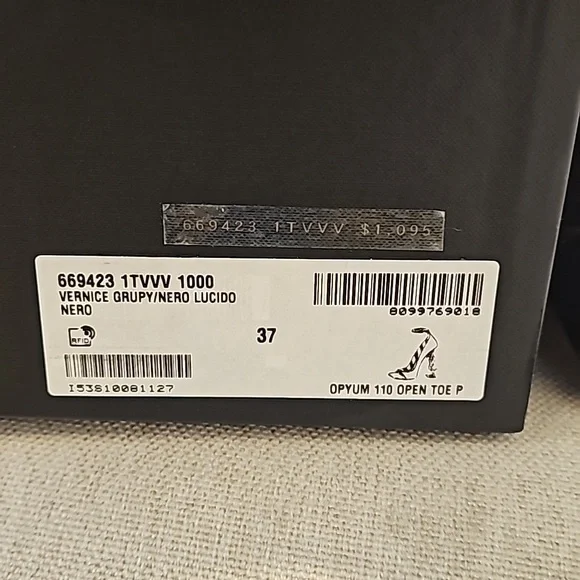 669423 1TVVV $1,095
669423 1TVVV 1000
VERNICE GRUPY/NERO LUCIDO
NERO
8099769018
RFID
37
I53S10081127
OPYUM 110 OPEN TOE P